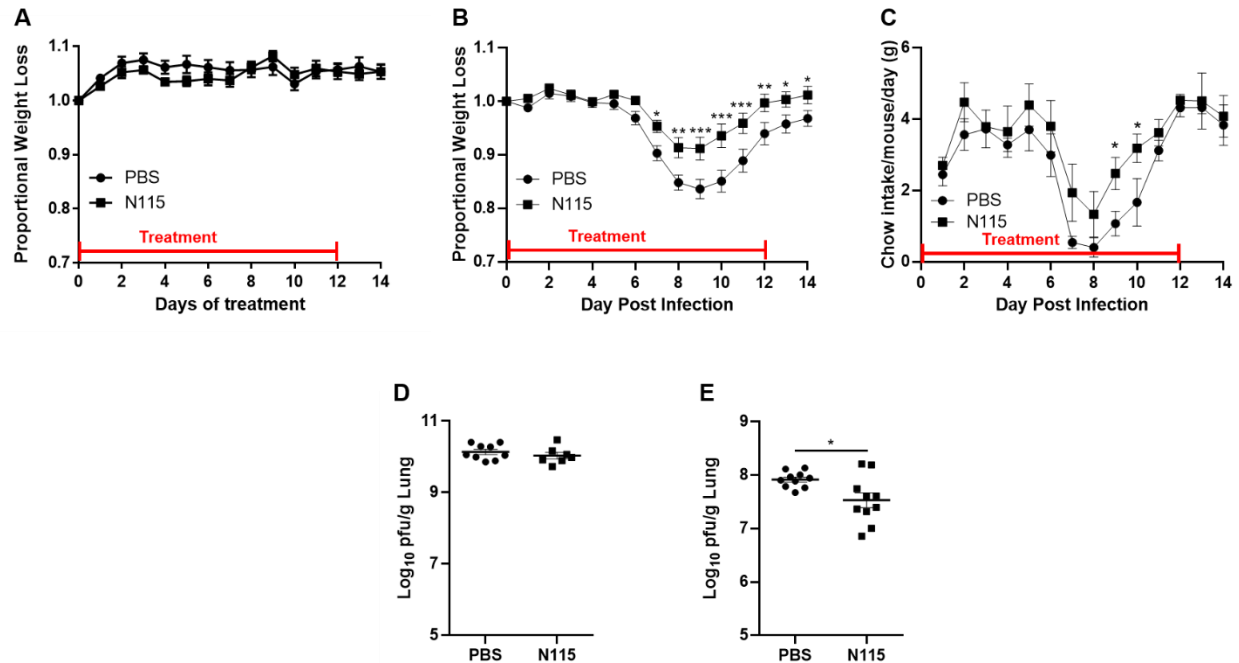 A
Proportional Weight Loss
1.1
1.0
0.9
0.8
0.7
PBS
N115
Treatment
0 2 4 6 8 10 12 14
Days of treatment
B
Proportional Weight Loss
1.1
1.0
0.9
0.8
0.7
* ** *** *** *** ** * *
PBS
N115
Treatment
0 2 4 6 8 10 12 14
Day Post Infection
C
Chow intake/mouse/day (g)
6
4
2
0
* *
PBS
N115
Treatment
0 2 4 6 8 10 12 14
Day Post Infection
D
Log10 pfu/g Lung
11
9
7
5
PBS N115
E
Log10 pfu/g Lung
9
8
7
6
5
*
PBS N115